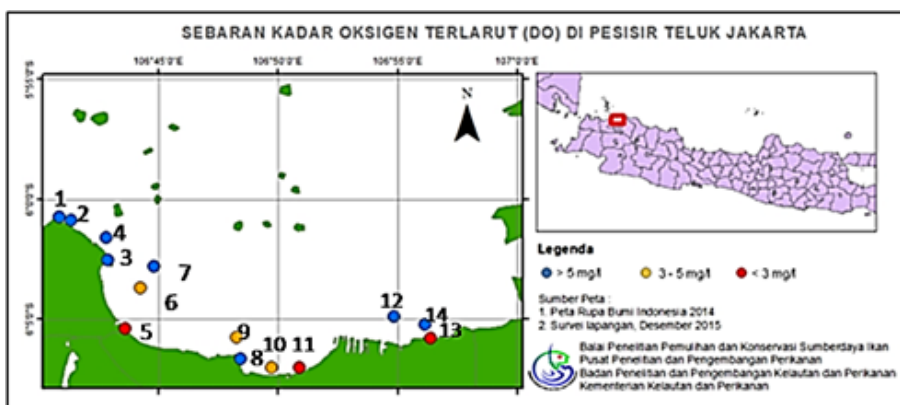 SEBARAN KADAR OKSIGEN TERLARUT (DO) DI PESISIR TELUK JAKARTA
106°45'0"E 106°50'0"E 106°55'0"E 107°0'0"E
5°55'0"S
N
6°0'0"S
1
2
4
3
7
6
12
14
6°5'0"S
5
9
10
11
13
8
Legenda
> 5 mg/l 3 - 5 mg/l < 3 mg/l
Sumber Peta :
1. Peta Rupa Bumi Indonesia 2014
2. Survei lapangan, Desember 2015
Balai Penelitian Pemulihan dan Konservasi Sumberdaya Ikan
Pusat Penelitian dan Pengembangan Perikanan
Badan Penelitian dan Pengembangan Kelautan dan Perikanan
Kementerian Kelautan dan Perikanan